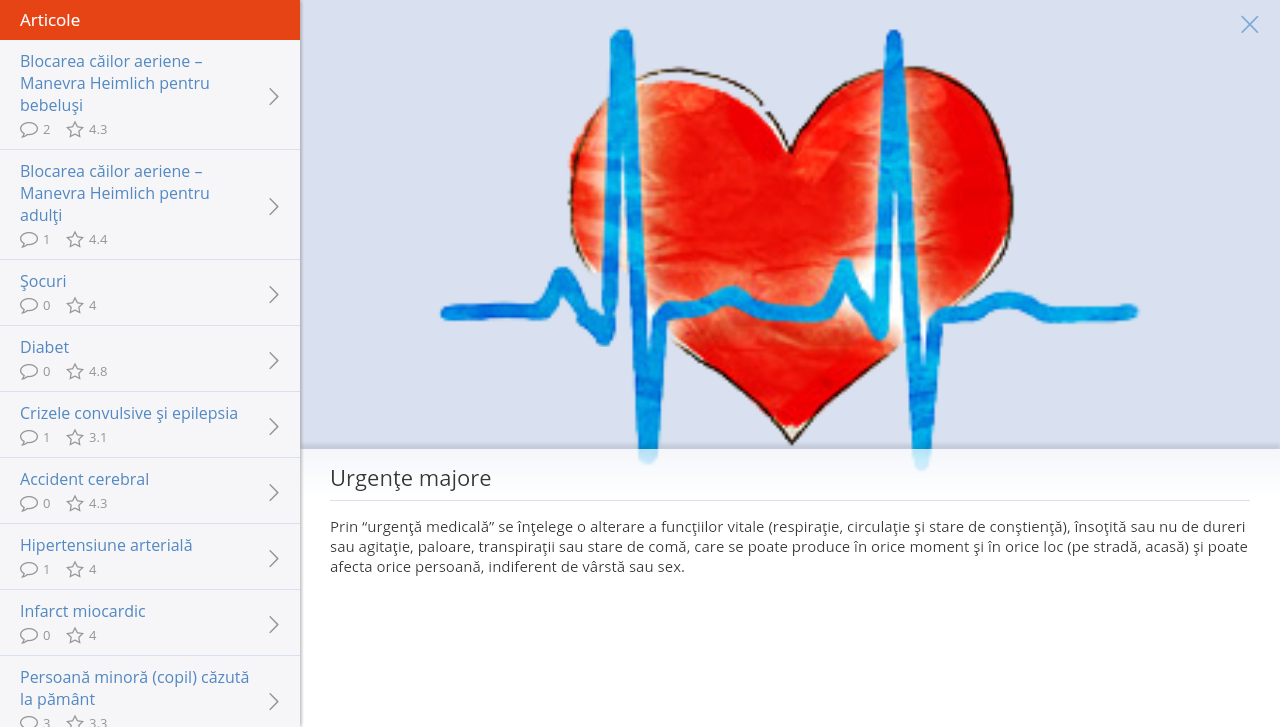 Articole
Blocarea căilor aeriene –
Manevra Heimlich pentru
bebeluşi
2 4.3
Blocarea căilor aeriene –
Manevra Heimlich pentru
adulţi
1 4.4
Şocuri
0 4
Diabet
0 4.8
Crizele convulsive şi epilepsia
1 3.1
Accident cerebral
0 4.3
Hipertensiune arterială
1 4
Infarct miocardic
0 4
Persoană minoră (copil) căzută
la pământ
3 3.3
Urgenţe majore
Prin “urgenţă medicală” se înţelege o alterare a funcţiilor vitale (respiraţie, circulaţie şi stare de conştienţă), însoţită sau nu de dureri
sau agitaţie, paloare, transpiraţii sau stare de comă, care se poate produce în orice moment şi în orice loc (pe stradă, acasă) şi poate
afecta orice persoană, indiferent de vârstă sau sex.